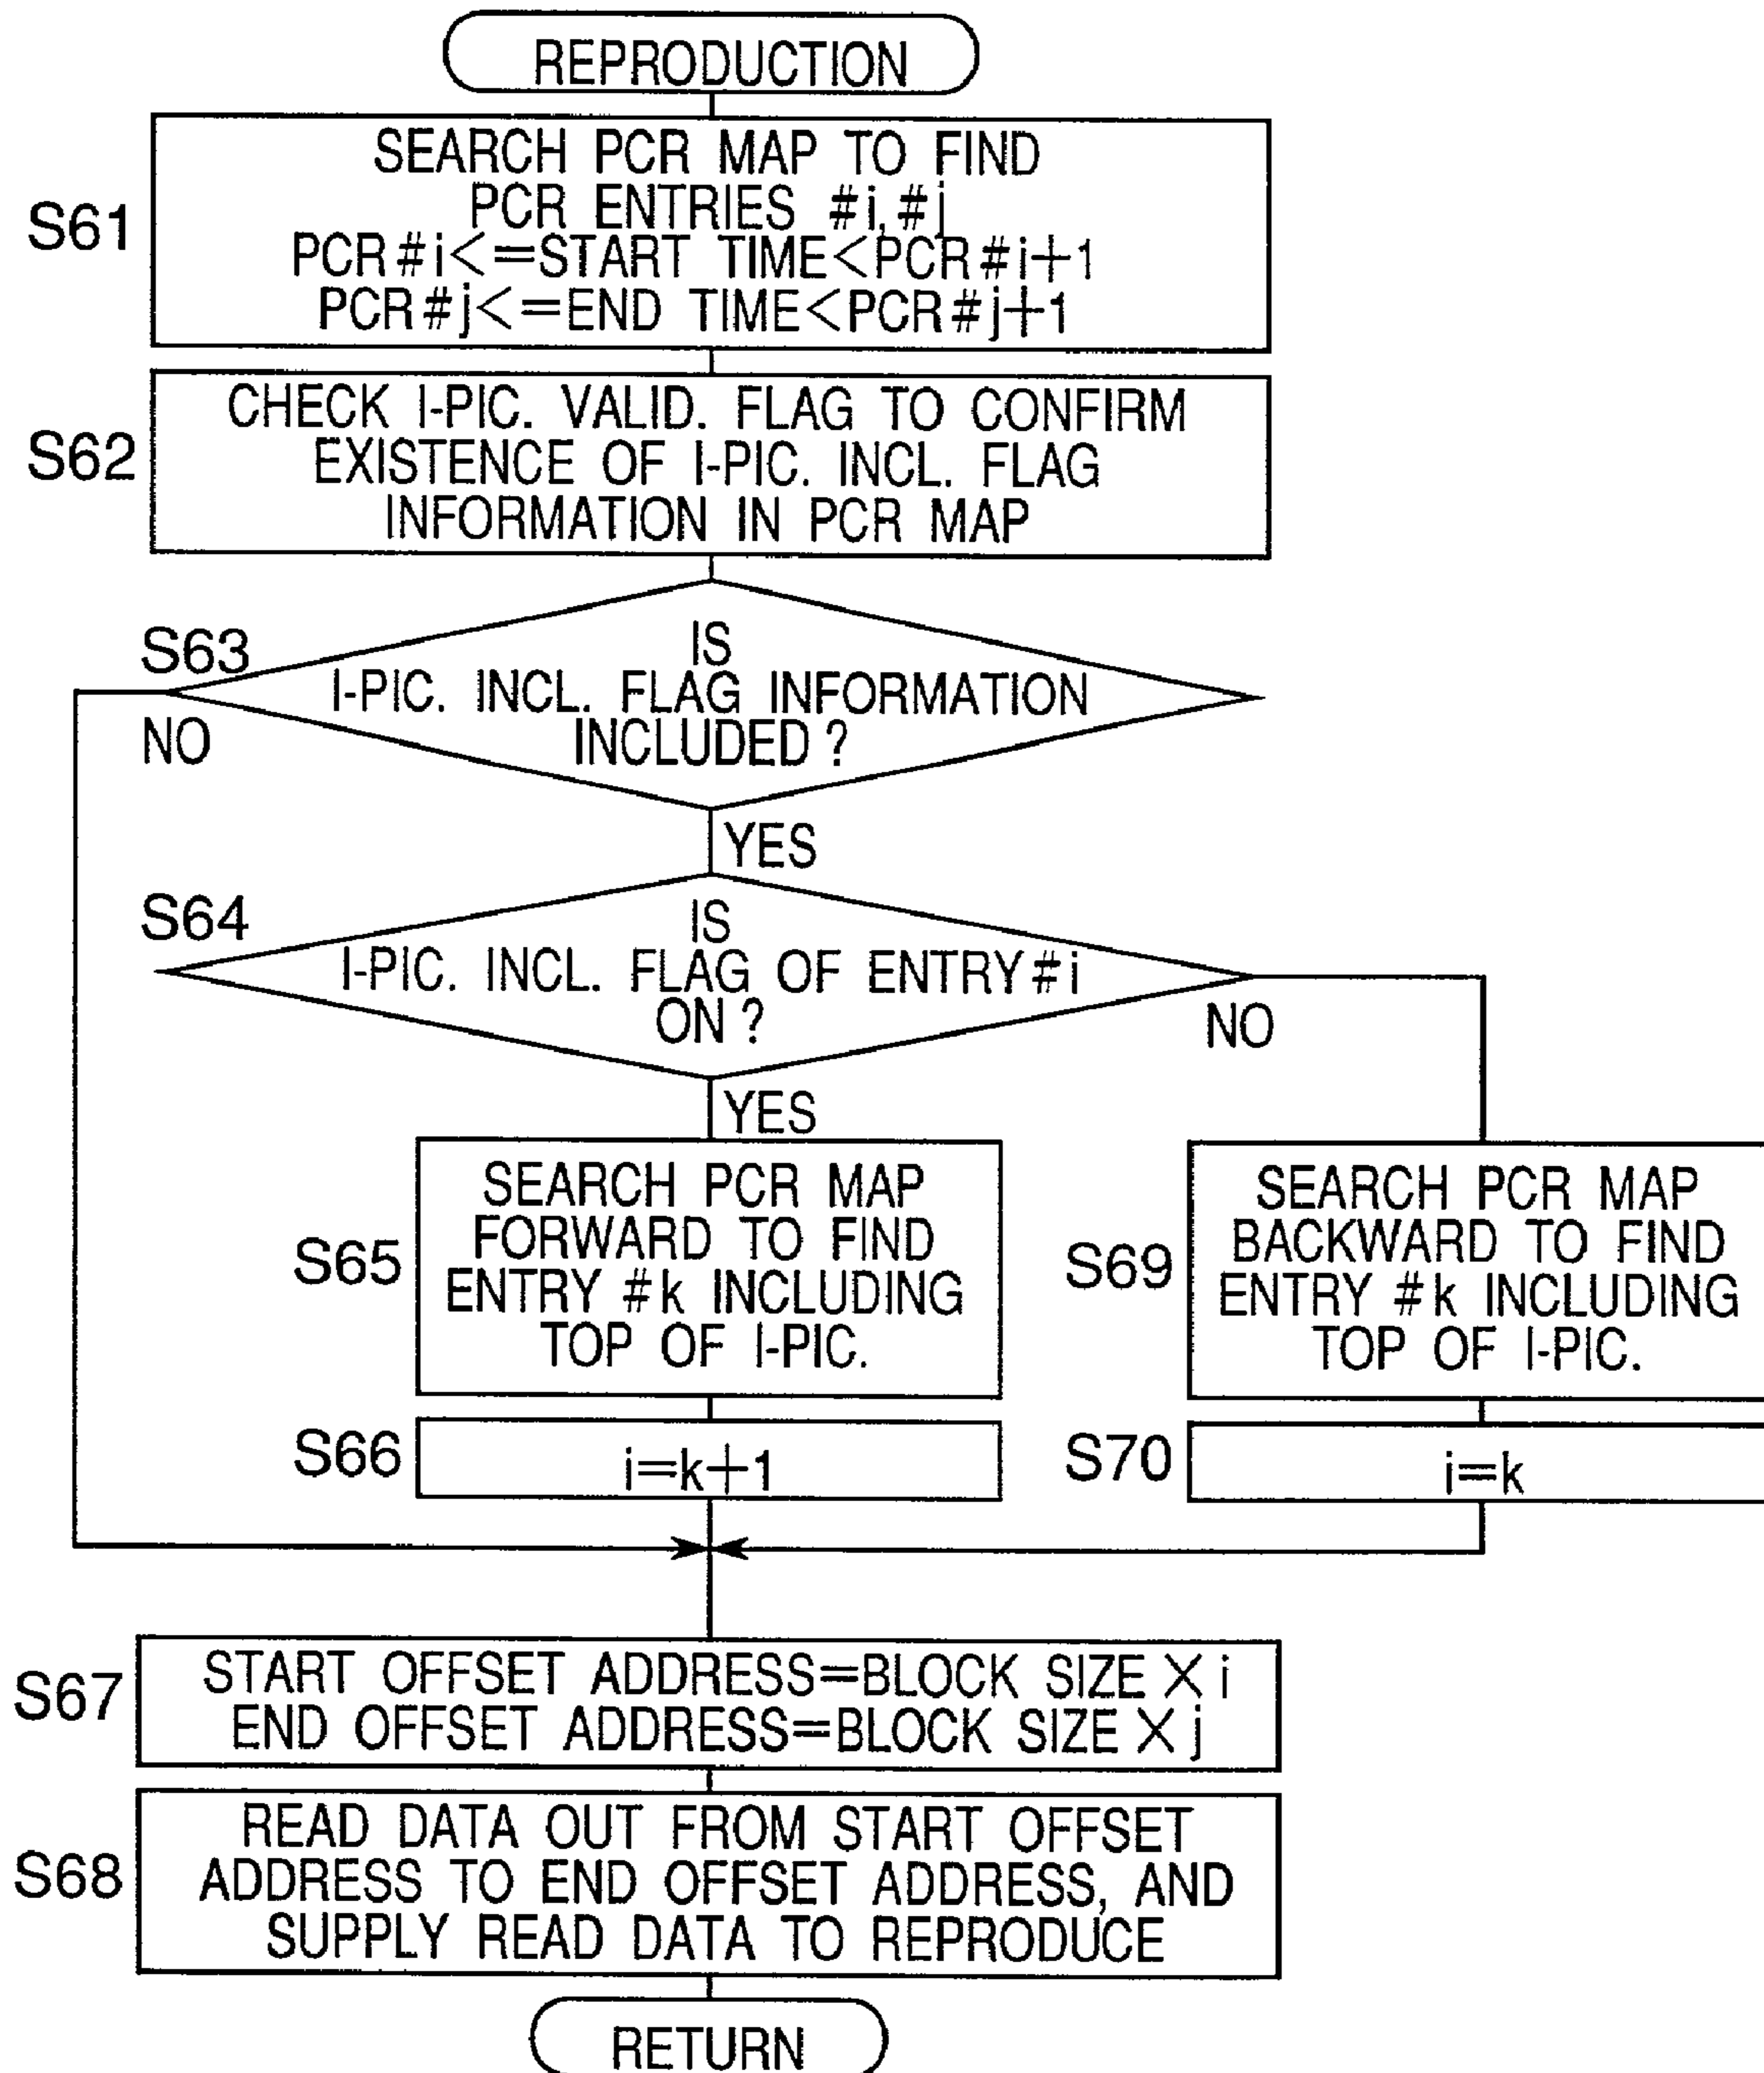 REPRODUCTION
S61
SEARCH PCR MAP TO FIND
PCR ENTRIES #i,#j
PCR#i<=START TIME<PCR#i+1
PCR#j<=END TIME<PCR#j+1
S62
CHECK I-PIC. VALID. FLAG TO CONFIRM
EXISTENCE OF I-PIC. INCL. FLAG
INFORMATION IN PCR MAP
S63
IS
I-PIC. INCL. FLAG INFORMATION
INCLUDED?
NO
YES
S64
IS
I-PIC. INCL. FLAG OF ENTRY#i
ON?
NO
YES
S65
SEARCH PCR MAP
FORWARD TO FIND
ENTRY #k INCLUDING
TOP OF I-PIC.
S69
SEARCH PCR MAP
BACKWARD TO FIND
ENTRY #k INCLUDING
TOP OF I-PIC.
S66
i=k+1
S70
i=k
S67
START OFFSET ADDRESS=BLOCK SIZE×i
END OFFSET ADDRESS=BLOCK SIZE×j
S68
READ DATA OUT FROM START OFFSET
ADDRESS TO END OFFSET ADDRESS, AND
SUPPLY READ DATA TO REPRODUCE
RETURN